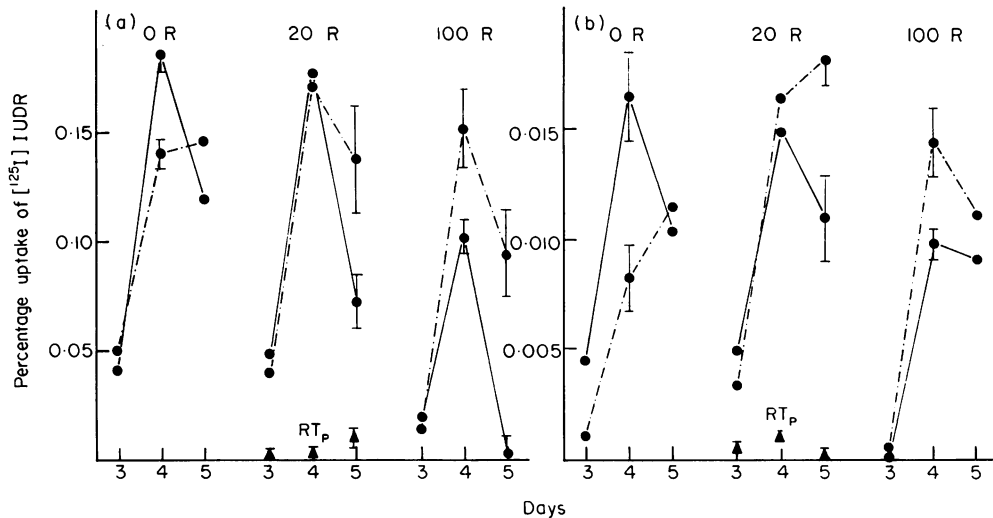 (a)
0 R
20 R
100 R
(b)
0 R
20 R
100 R
Percentage uptake of [¹²⁵I] IUDR
0·15
0·10
0·05
0·015
0·010
0·005
RTₚ
RTₚ
3 4 5 3 4 5 3 4 5 3 4 5 3 4 5 3 4 5
Days